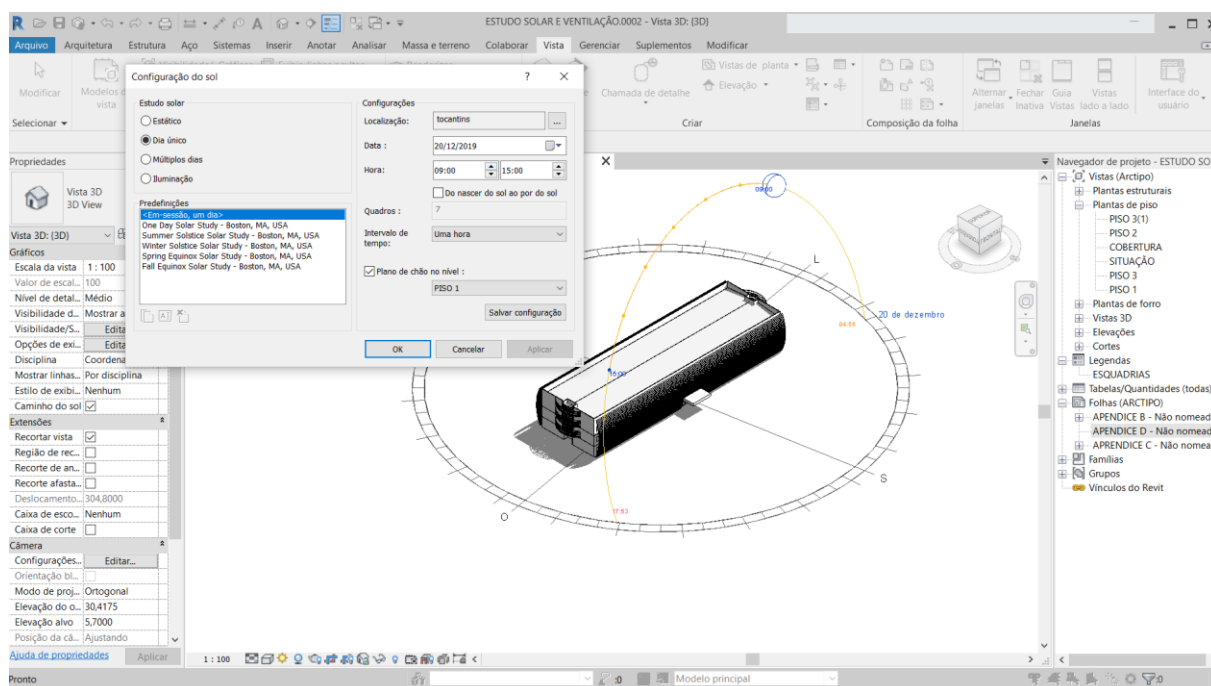 ESTUDO SOLAR E VENTILAÇÃO.0002 - Vista 3D: {3D}
Arquivo Arquitetura Estrutura Aço Sistemas Inserir Anotar Analisar Massa e terreno Colaborar Vista Gerenciar Suplementos Modificar
Modificar
Modelos d
vista
Chamada de detalhe
Vistas de planta
Elevação
Alternar
janelas
Fechar
Inativa
Guia
Vistas
Vistas
lado a lado
Interface do
usuário
Selecionar
Criar
Composição da folha
Janelas
Configuração do sol
? ×
Estudo solar
Estático
Dia único
Múltiplos dias
Iluminação
Predefinições
<Em-sessão, um dia>
One Day Solar Study - Boston, MA, USA
Summer Solstice Solar Study - Boston, MA, USA
Winter Solstice Solar Study - Boston, MA, USA
Spring Equinox Solar Study - Boston, MA, USA
Fall Equinox Solar Study - Boston, MA, USA
Configurações
Localização: tocantins ...
Data : 20/12/2019
Hora: 09:00 15:00
Do nascer do sol ao por do sol
Quadros : 7
Intervalo de
tempo:
Uma hora
Plano de chão no nível :
PISO 1
Salvar configuração
OK Cancelar Aplicar
Propriedades
Vista 3D
3D View
Vista 3D: {3D}
Gráficos
Escala da vista 1 : 100
Valor de escal... 100
Nível de detal... Médio
Visibilidade d... Mostrar a
Visibilidade/S... Edita
Opções de exi... Edita
Disciplina Coordena
Mostrar linhas... Por disciplina
Estilo de exibi... Nenhum
Caminho do sol
Extensões
Recortar vista
Região de rec...
Recorte de an...
Recorte afasta...
Deslocamento... 304,8000
Caixa de esco... Nenhum
Caixa de corte
Câmera
Configurações... Editar...
Orientação bl...
Modo de proj... Ortogonal
Elevação do o... 30,4175
Elevação alvo 5,7000
Posição da câ... Ajustando
Ajuda de propriedades Aplicar
09:00
L
20 de dezembro
04:56
15:00
S
O
17:53
Navegador de projeto - ESTUDO SO
Vistas (Arctipo)
Plantas estruturais
Plantas de piso
PISO 3(1)
PISO 2
COBERTURA
SITUAÇÃO
PISO 3
PISO 1
Plantas de forro
Vistas 3D
Elevações
Cortes
Legendas
ESQUADRIAS
Tabelas/Quantidades (todas)
Folhas (ARCTIPO)
APENDICE B - Não nomead
APENDICE D - Não nomead
APRENDICE C - Não nomea
Famílias
Grupos
Vínculos do Revit
1 : 100
Pronto
:0
Modelo principal
:0